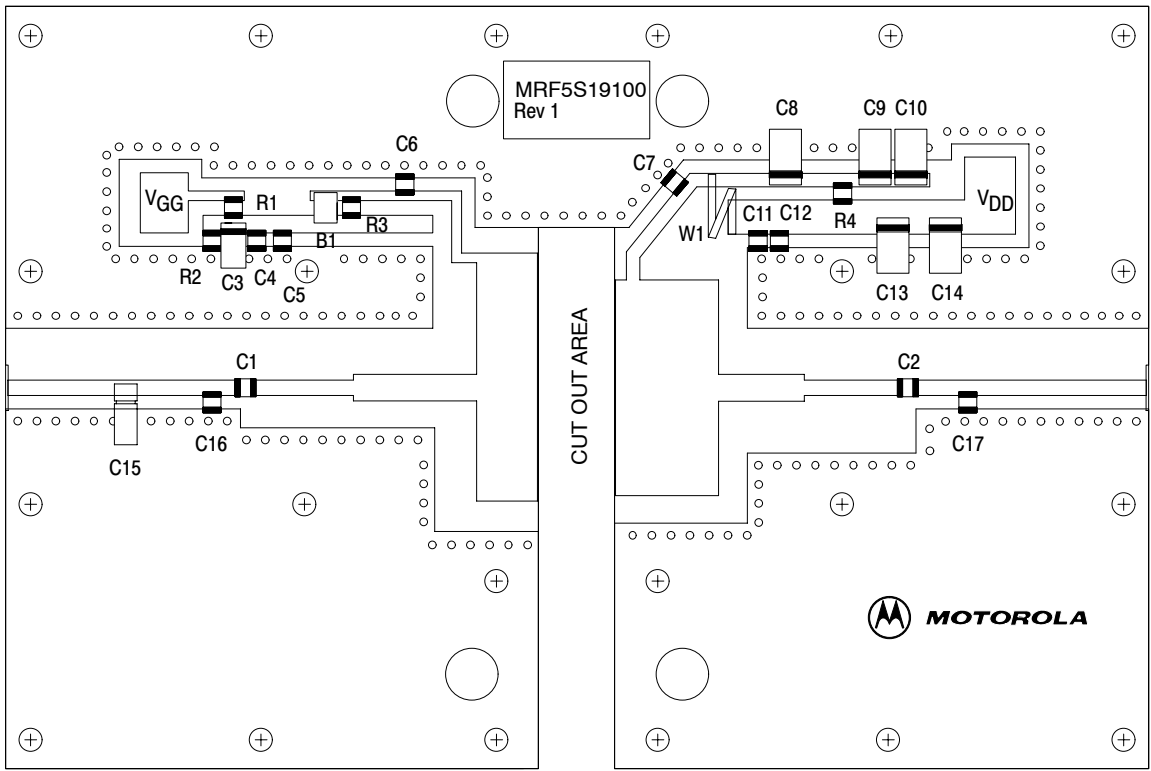 MRF5S19100
Rev 1
C8
C9
C10
C6
C7
VGG
R1
R3
B1
R2
C3
C4
C5
W1
C11
C12
R4
VDD
C13
C14
CUT OUT AREA
C1
C2
C15
C16
C17
MOTOROLA